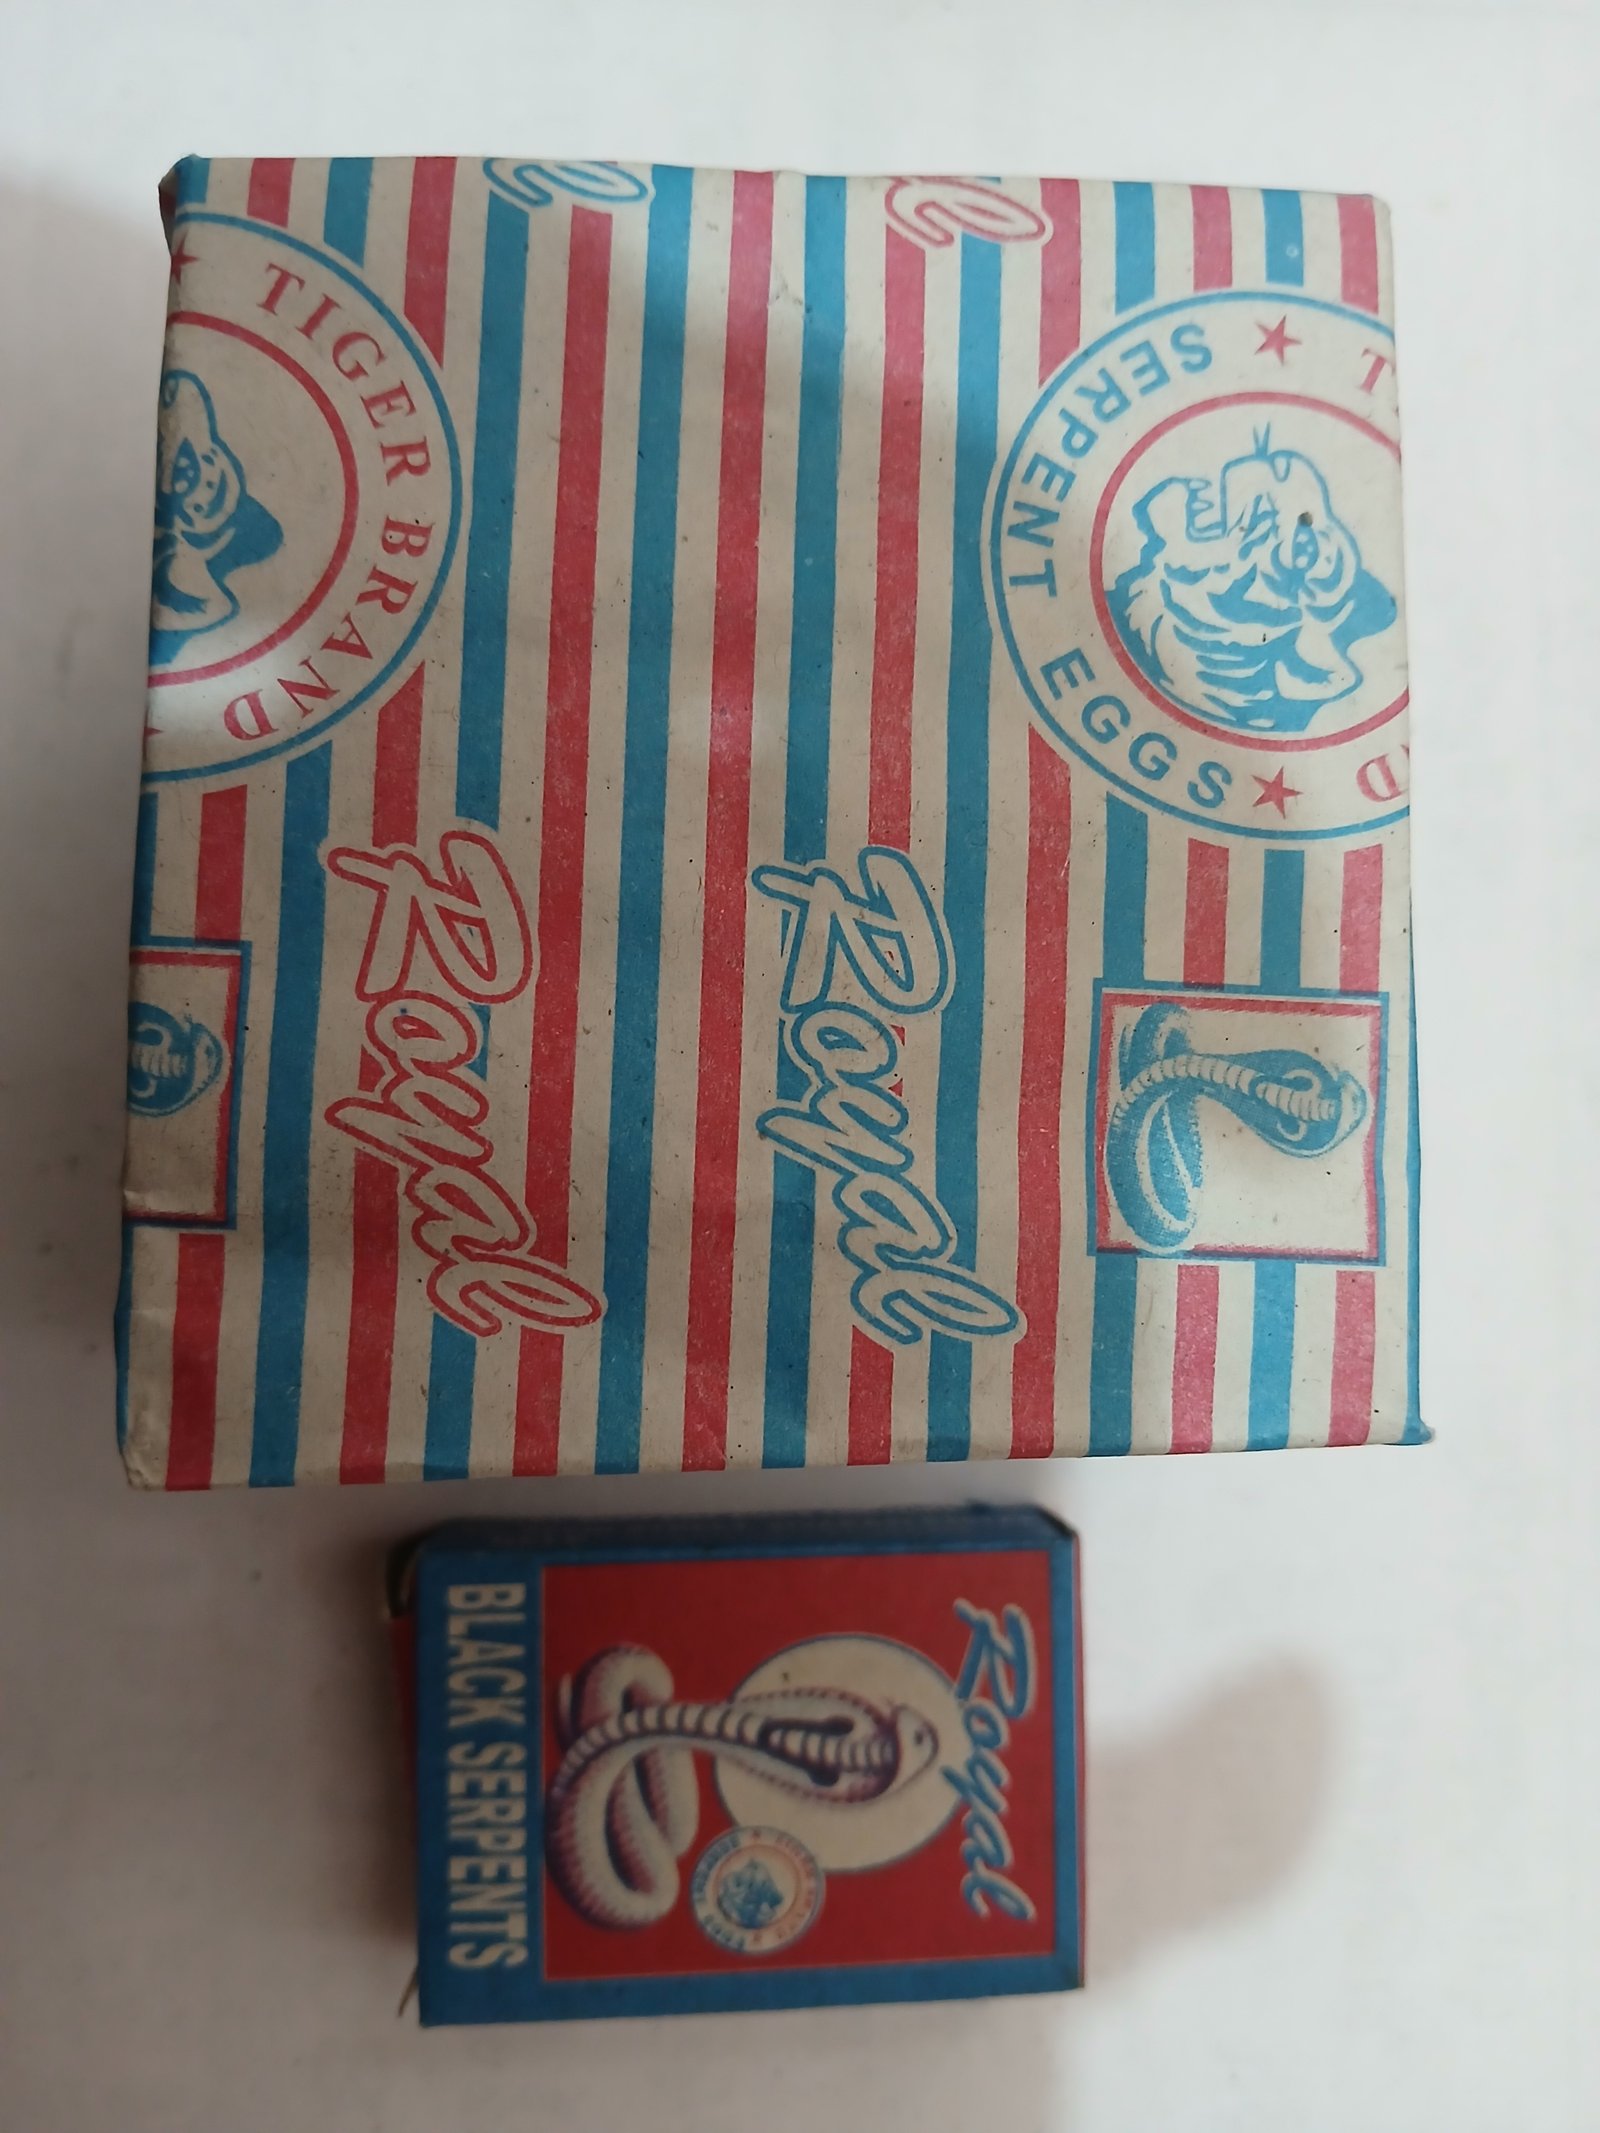 TIGER BRAND
SERPENT EGGS
Royal
Royal
Royal
BLACK SERPENTS